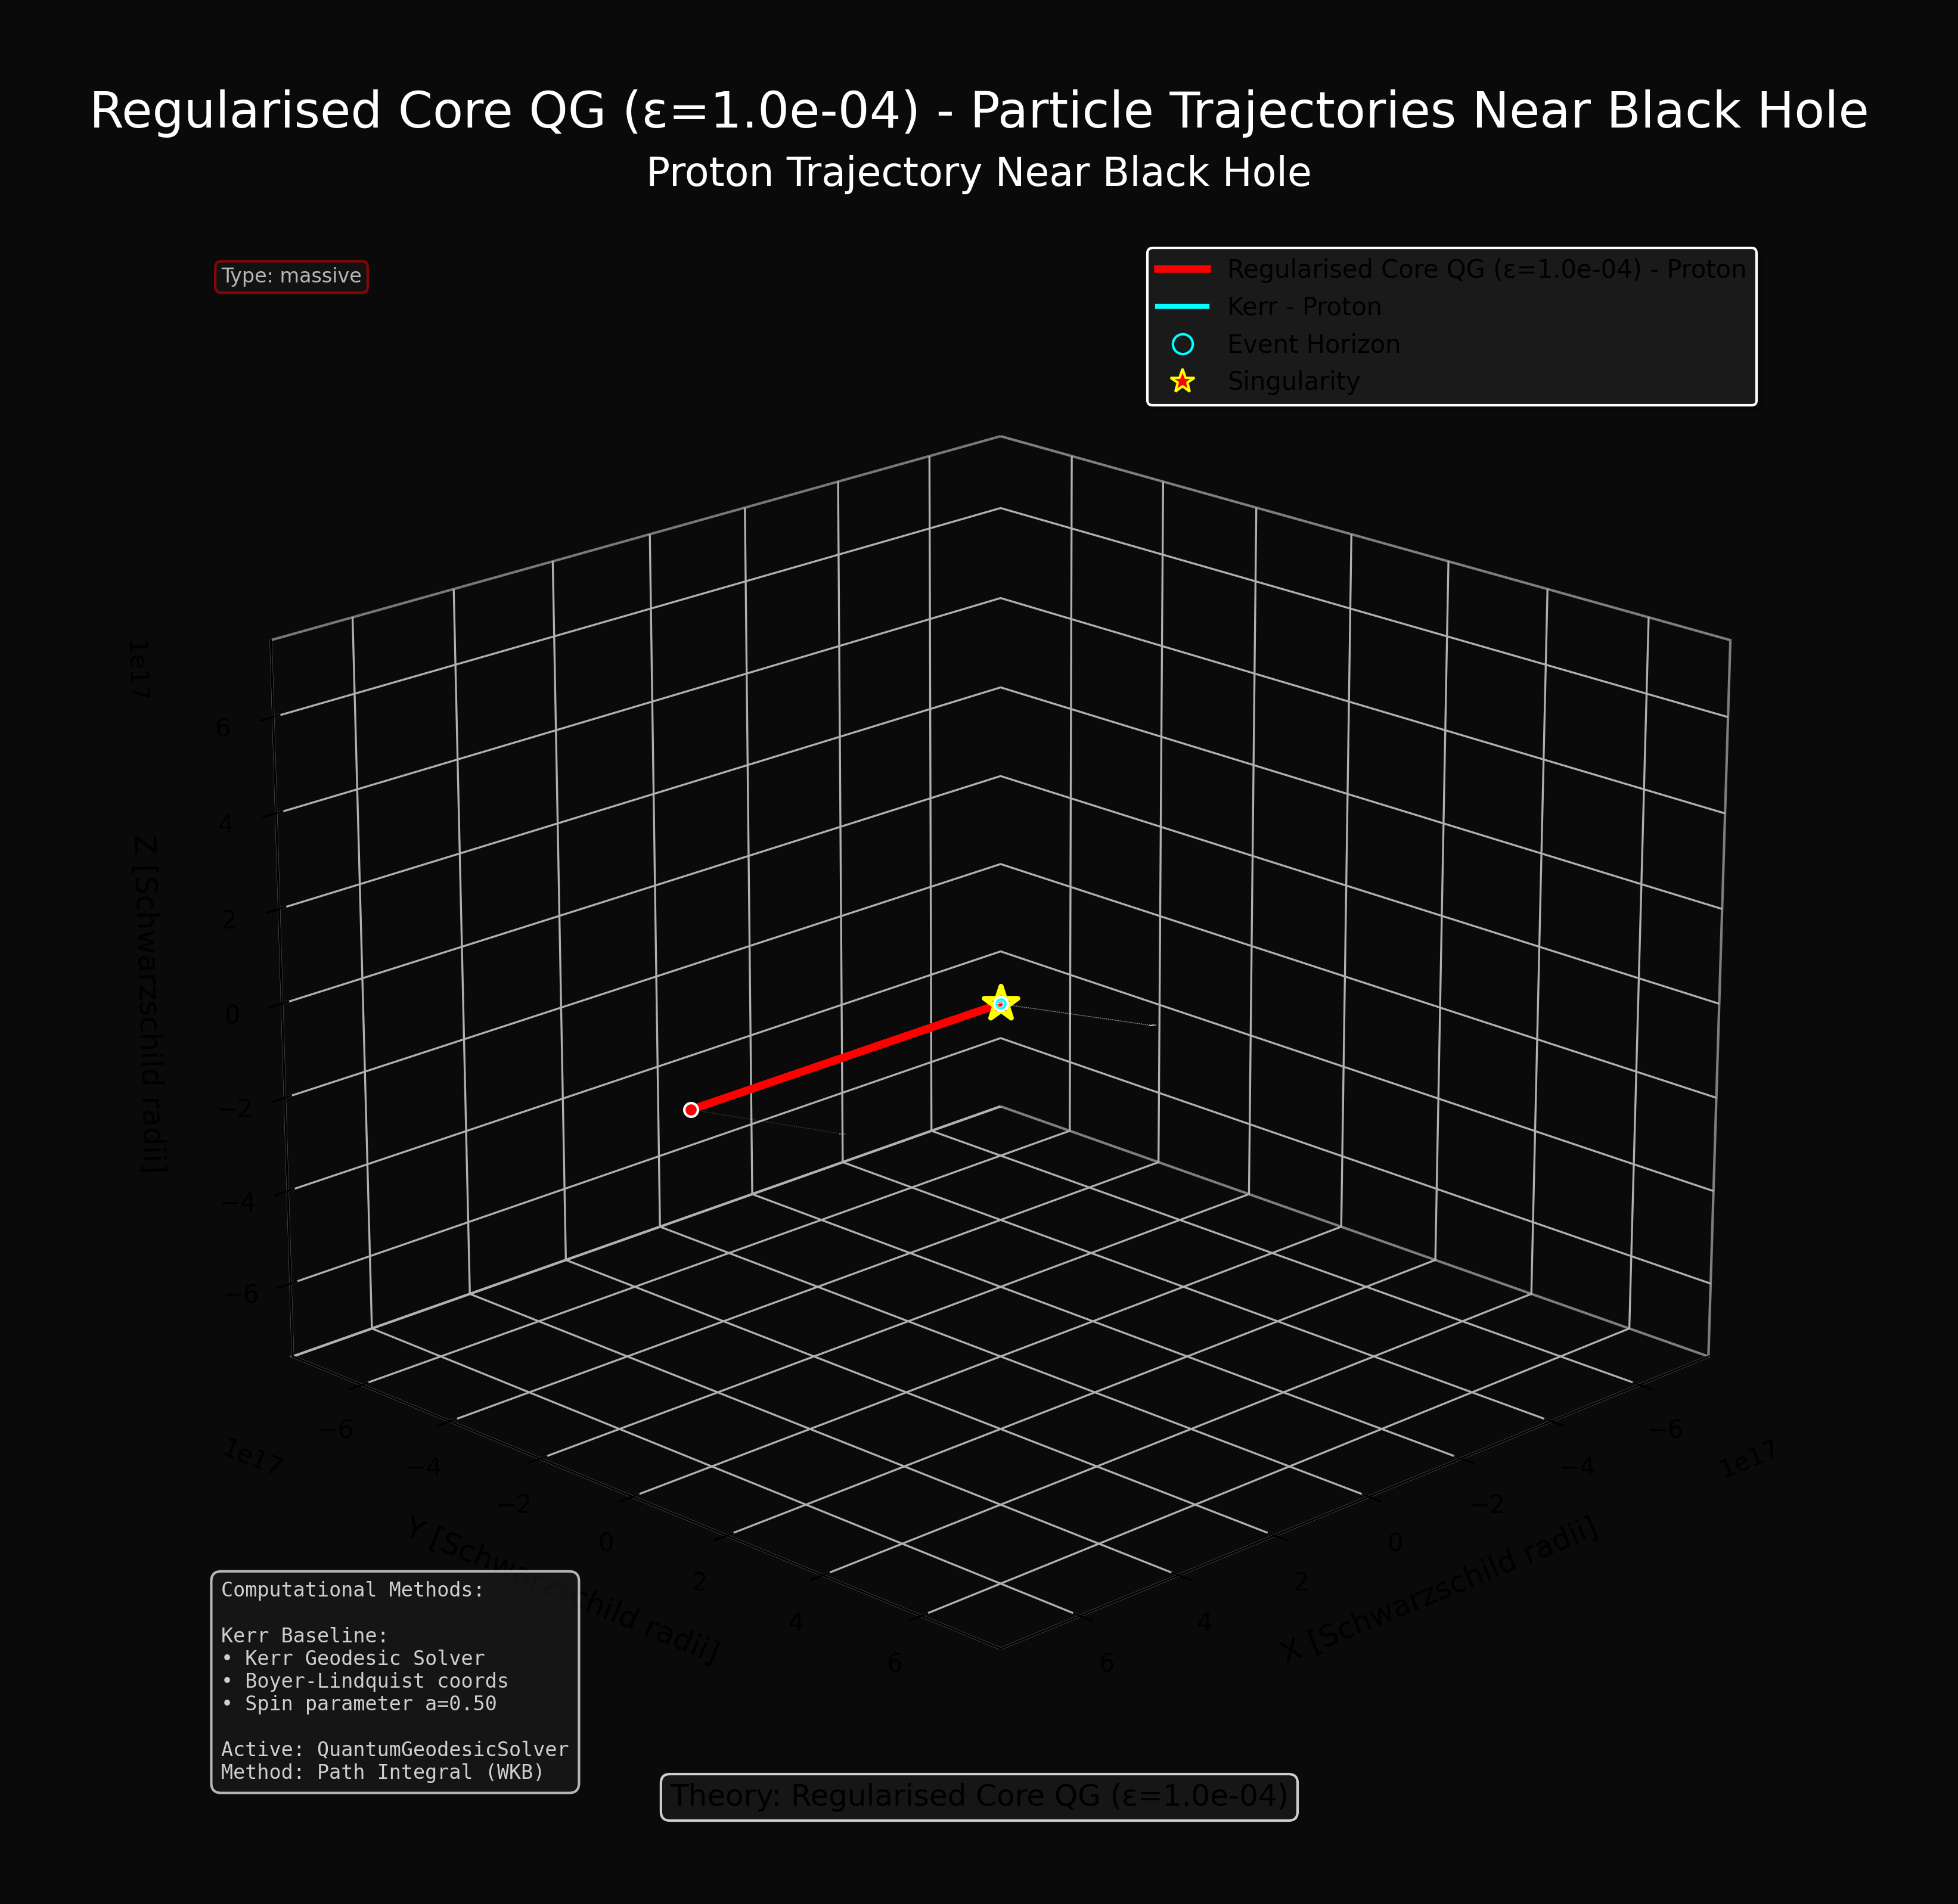 Regularised Core QG (ε=1.0e-04) - Particle Trajectories Near Black Hole
Proton Trajectory Near Black Hole
Type: massive
Regularised Core QG (ε=1.0e-04) - Proton
Kerr - Proton
Event Horizon
Singularity
1e17
6
4
2
0
−2
−4
−6
Z [Schwarzschild radii]
−6
−4
−2
0
2
4
6
1e17
Y [Schwarzschild radii]
−6
−4
−2
0
2
4
6
1e17
X [Schwarzschild radii]
Computational Methods:
Kerr Baseline:
• Kerr Geodesic Solver
• Boyer-Lindquist coords
• Spin parameter a=0.50
Active: QuantumGeodesicSolver
Method: Path Integral (WKB)
Theory: Regularised Core QG (ε=1.0e-04)